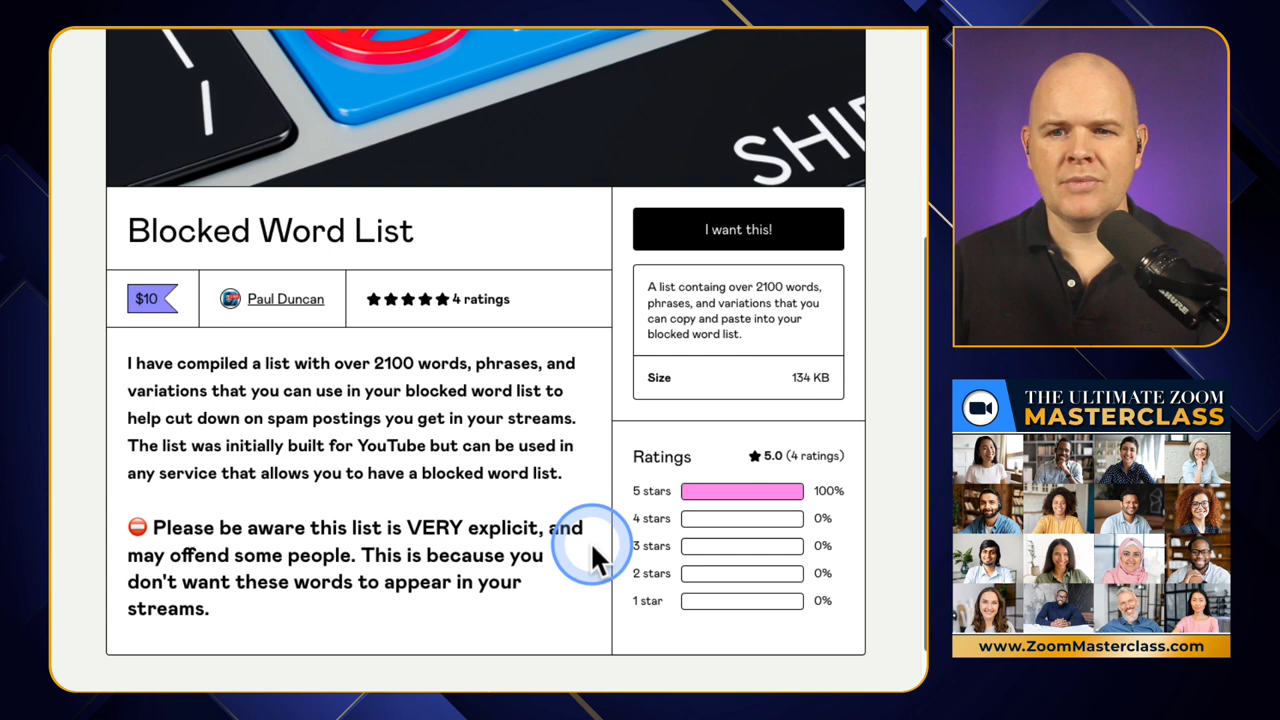 SHIF
Blocked Word List
$10
Paul Duncan
4 ratings
I have compiled a list with over 2100 words, phrases, and
variations that you can use in your blocked word list to
help cut down on spam postings you get in your streams.
The list was initially built for YouTube but can be used in
any service that allows you to have a blocked word list.
⛔ Please be aware this list is VERY explicit, and
may offend some people. This is because you
don't want these words to appear in your
streams.
I want this!
A list containg over 2100 words,
phrases, and variations that you
can copy and paste into your
blocked word list.
Size 134 KB
Ratings ★ 5.0 (4 ratings)
5 stars 100%
4 stars 0%
3 stars 0%
2 stars 0%
1 star 0%
SHURE
THE ULTIMATE ZOOM
MASTERCLASS
www.ZoomMasterclass.com